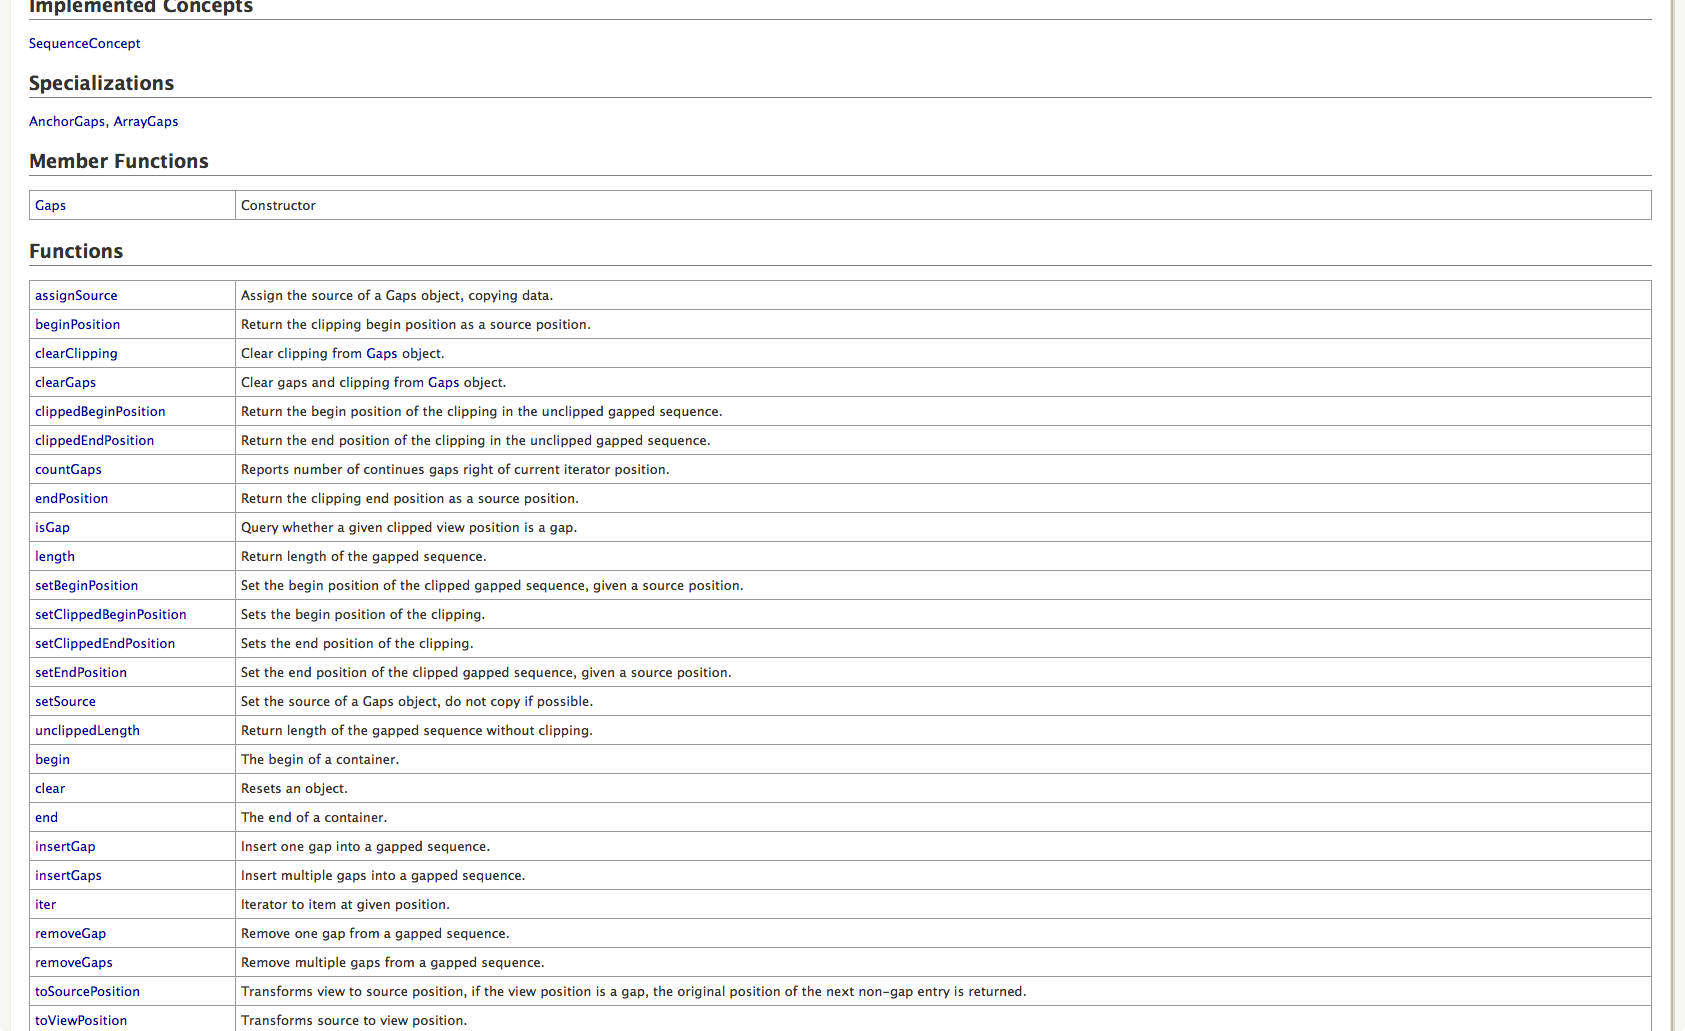 Implemented Concepts
SequenceConcept
Specializations
AnchorGaps, ArrayGaps
Member Functions
Gaps Constructor
Functions
assignSource Assign the source of a Gaps object, copying data.
beginPosition Return the clipping begin position as a source position.
clearClipping Clear clipping from Gaps object.
clearGaps Clear gaps and clipping from Gaps object.
clippedBeginPosition Return the begin position of the clipping in the unclipped gapped sequence.
clippedEndPosition Return the end position of the clipping in the unclipped gapped sequence.
countGaps Reports number of continues gaps right of current iterator position.
endPosition Return the clipping end position as a source position.
isGap Query whether a given clipped view position is a gap.
length Return length of the gapped sequence.
setBeginPosition Set the begin position of the clipped gapped sequence, given a source position.
setClippedBeginPosition Sets the begin position of the clipping.
setClippedEndPosition Sets the end position of the clipping.
setEndPosition Set the end position of the clipped gapped sequence, given a source position.
setSource Set the source of a Gaps object, do not copy if possible.
unclippedLength Return length of the gapped sequence without clipping.
begin The begin of a container.
clear Resets an object.
end The end of a container.
insertGap Insert one gap into a gapped sequence.
insertGaps Insert multiple gaps into a gapped sequence.
iter Iterator to item at given position.
removeGap Remove one gap from a gapped sequence.
removeGaps Remove multiple gaps from a gapped sequence.
toSourcePosition Transforms view to source position, if the view position is a gap, the original position of the next non-gap entry is returned.
toViewPosition Transforms source to view position.